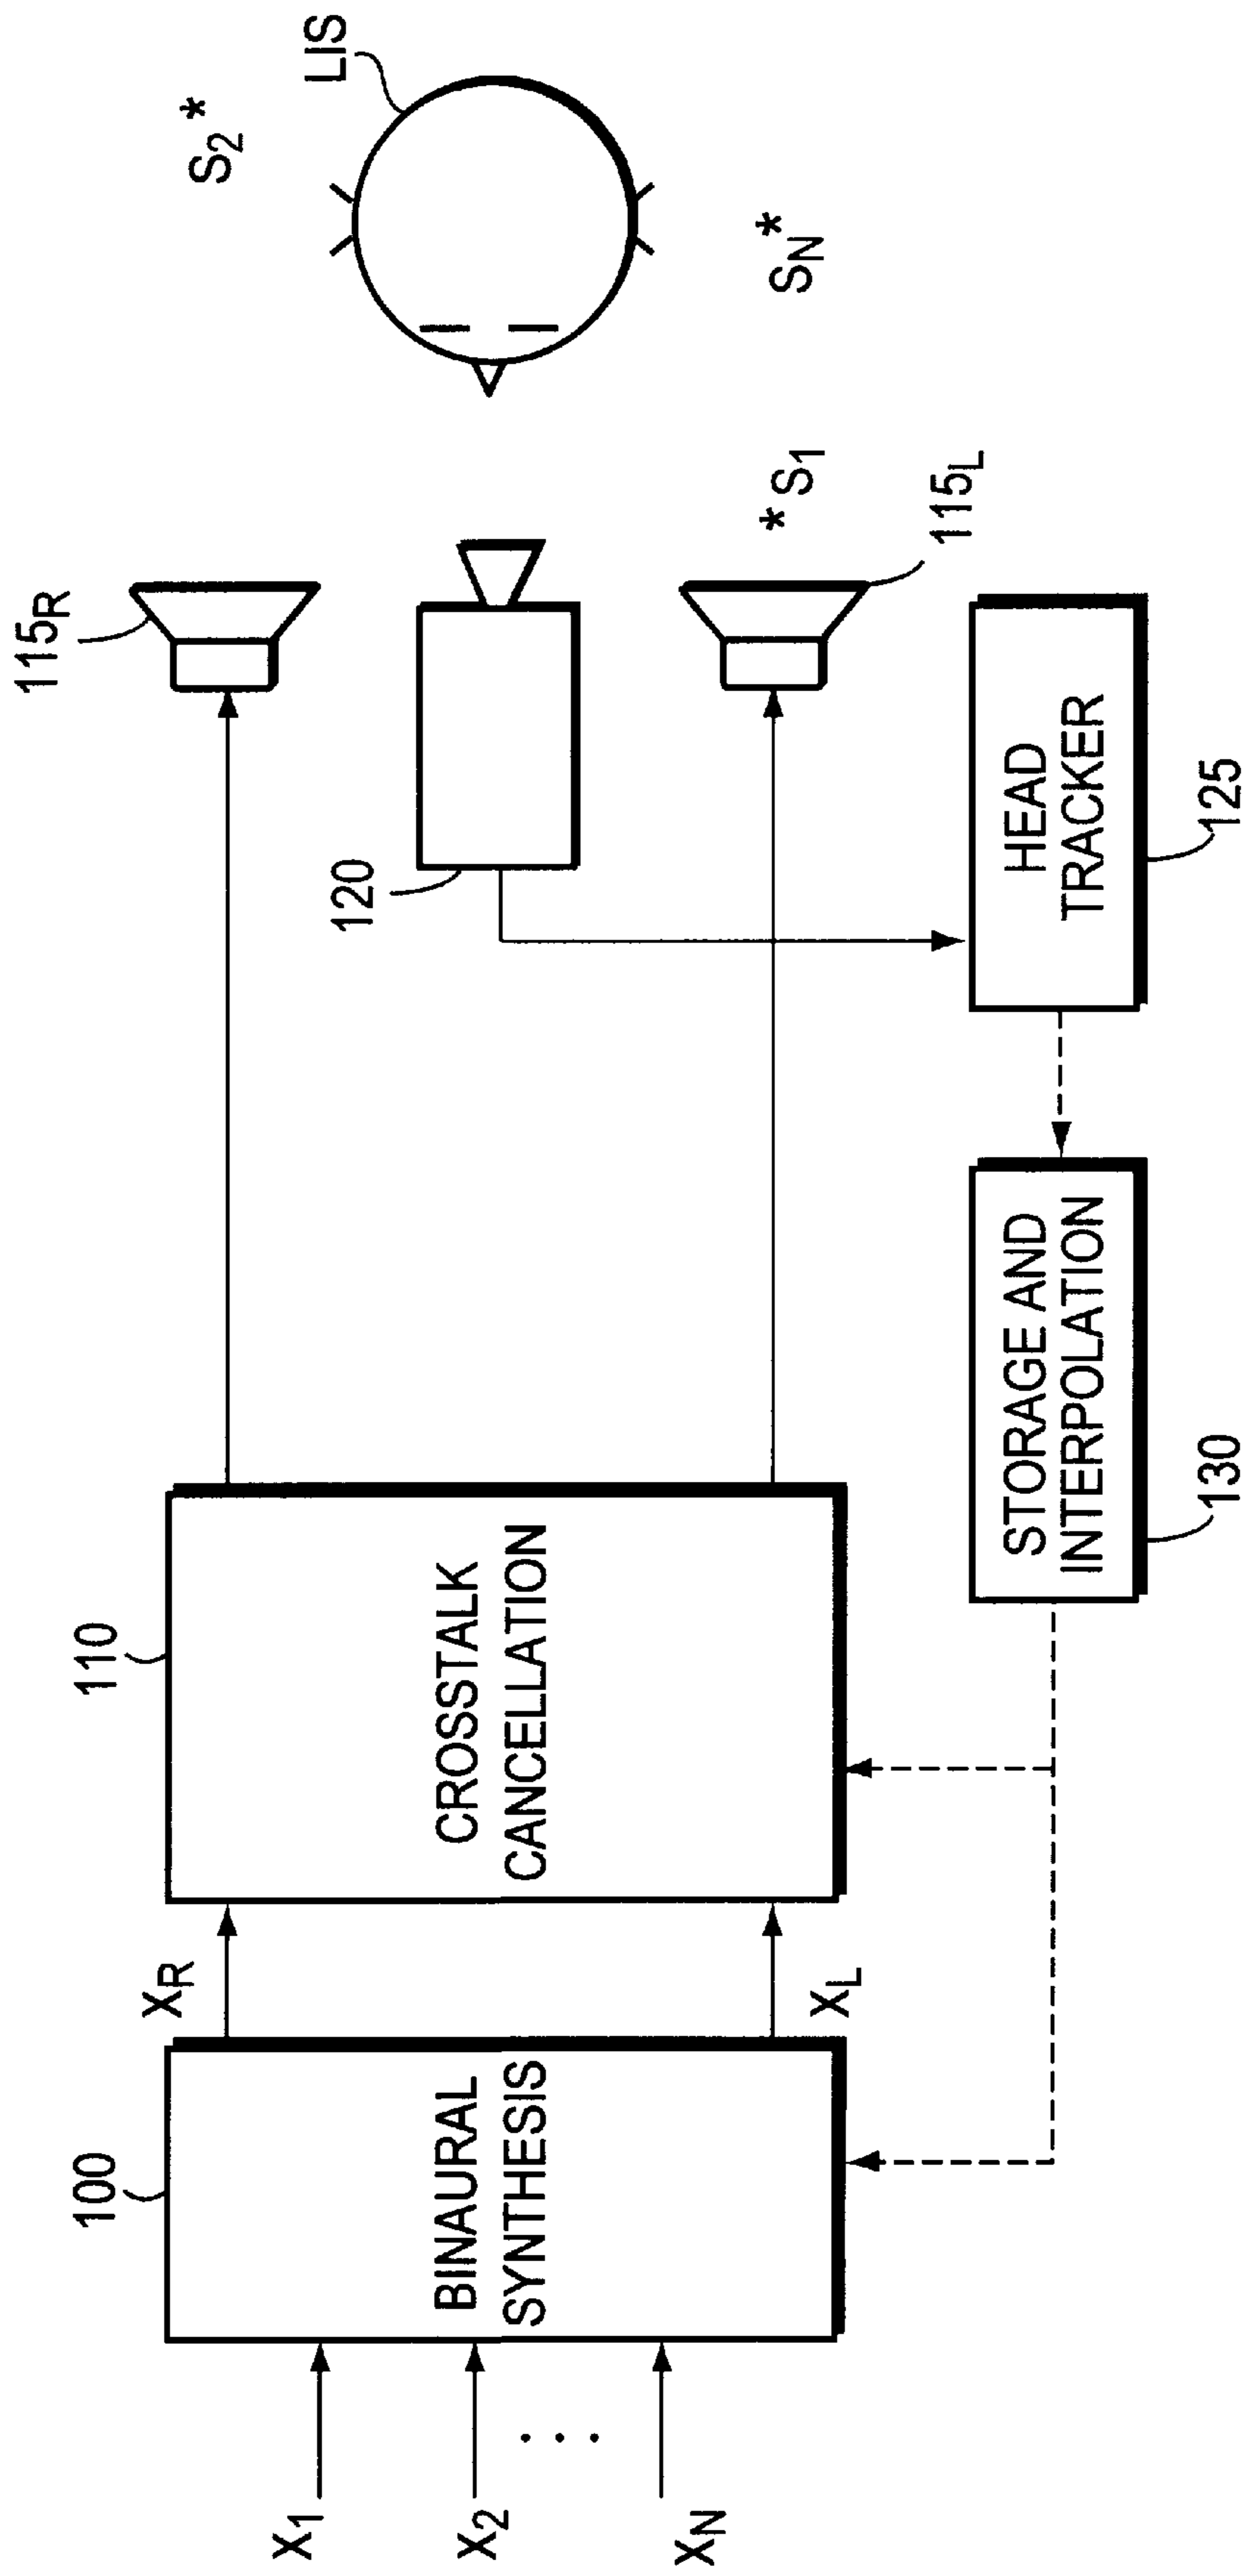 X1
X2
. . .
XN
100
BINAURAL
SYNTHESIS
XR
XL
110
CROSSTALK
CANCELLATION
115R
120
115L
*S1
S2*
SN*
LIS
STORAGE AND
INTERPOLATION
130
HEAD
TRACKER
125